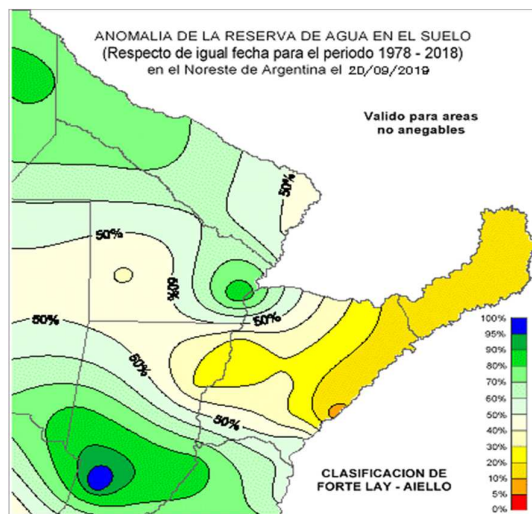 ANOMALIA DE LA RESERVA DE AGUA EN EL SUELO
(Respecto de igual fecha para el periodo 1978 - 2018)
en el Noreste de Argentina el 20/09/2019
Valido para areas
no anegables
50%
50%
60%
50%
50%
50%
50%
100%
95%
90%
80%
70%
60%
50%
40%
30%
20%
10%
5%
0%
CLASIFICACION DE
FORTE LAY - AIELLO